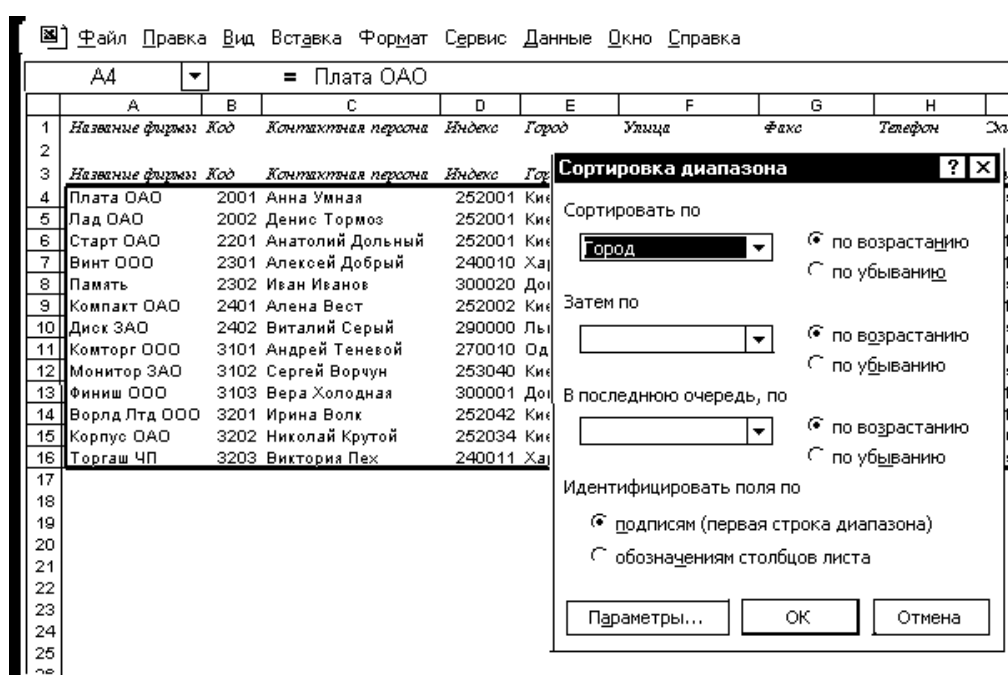 Файл Правка Вид Вставка Формат Сервис Данные Окно Справка
A4 = Плата ОАО
A B C D E F G H
1 Название фирмы Код Контактная персона Индекс Город Улица Факс Телефон
2
3 Название фирмы Код Контактная персона Индекс
4 Плата ОАО 2001 Анна Умная 252001
5 Лад ОАО 2002 Денис Тормоз 252001
6 Старт ОАО 2201 Анатолий Дольный 252001
7 Винт ООО 2301 Алексей Добрый 240010
8 Память 2302 Иван Иванов 300020
9 Компакт ОАО 2401 Алена Вест 252002
10 Диск ЗАО 2402 Виталий Серый 290000
11 Комторг ООО 3101 Андрей Теневой 270010
12 Монитор ЗАО 3102 Сергей Ворчун 253040
13 Финиш ООО 3103 Вера Холодная 300001
14 Ворлд Лтд ООО 3201 Ирина Волк 252042
15 Корпус ОАО 3202 Николай Крутой 252034
16 Торгаш ЧП 3203 Виктория Пех 240011
17
18
19
20
21
22
23
24
25
Сортировка диапазона ? X
Сортировать по
Город
по возрастанию
по убыванию
Затем по
по возрастанию
по убыванию
В последнюю очередь, по
по возрастанию
по убыванию
Идентифицировать поля по
подписям (первая строка диапазона)
обозначениям столбцов листа
Параметры... ОК Отмена